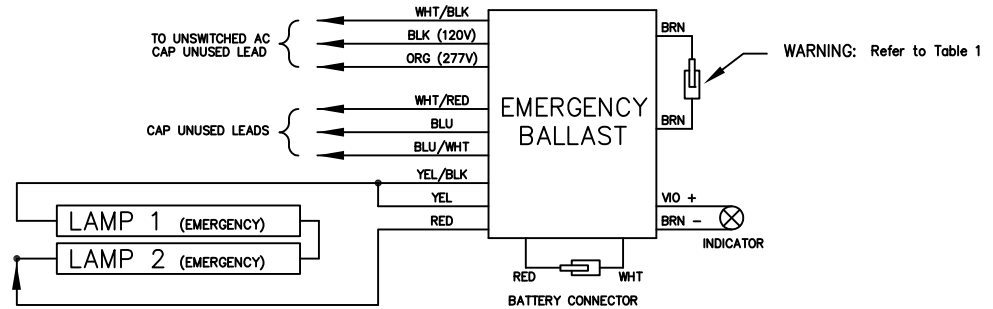 WHT/BLK
TO UNSWITCHED AC
CAP UNUSED LEAD
BLK (120V)
ORG (277V)
WHT/RED
CAP UNUSED LEADS
BLU
BLU/WHT
YEL/BLK
YEL
RED
EMERGENCY
BALLAST
BRN
BRN
WARNING: Refer to Table 1
VIO +
BRN -
INDICATOR
LAMP 1 (EMERGENCY)
LAMP 2 (EMERGENCY)
RED WHT
BATTERY CONNECTOR